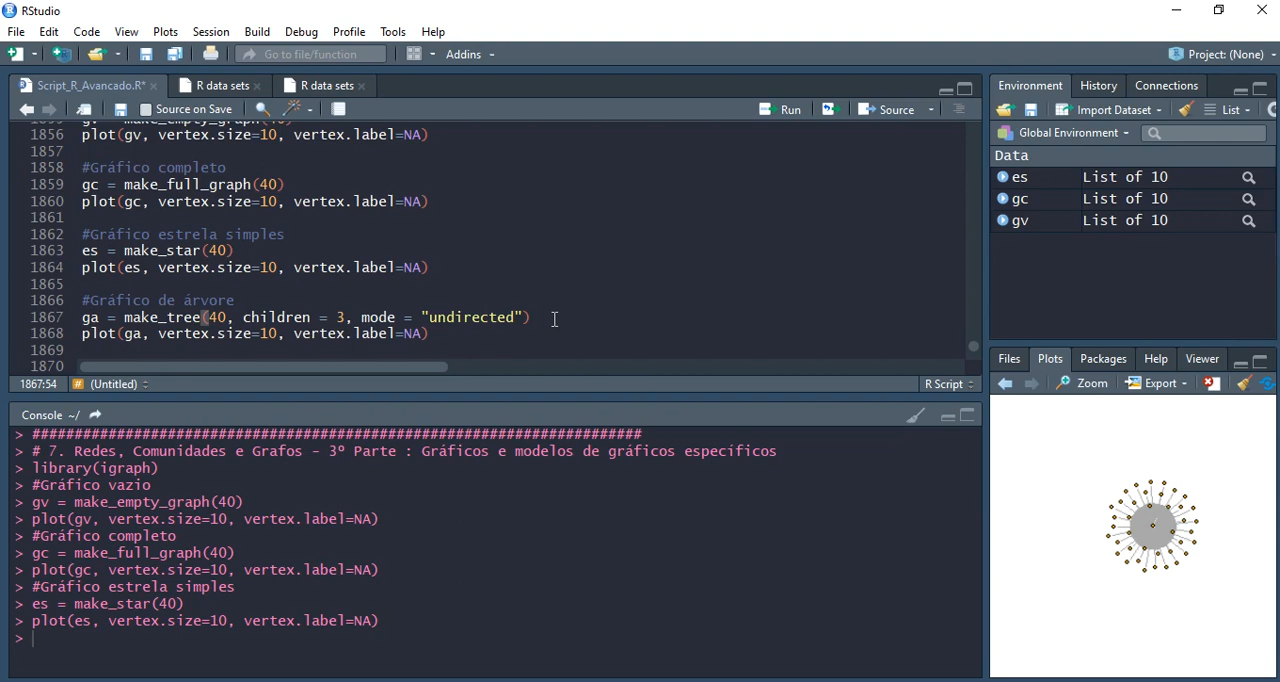 RStudio
File Edit Code View Plots Session Build Debug Profile Tools Help
Go to file/function Addins Project: (None)
Script_R_Avancado.R* R data sets R data sets
Source on Save Run Source
1856 plot(gv, vertex.size=10, vertex.label=NA)
1857
1858 #Gráfico completo
1859 gc = make_full_graph(40)
1860 plot(gc, vertex.size=10, vertex.label=NA)
1861
1862 #Gráfico estrela simples
1863 es = make_star(40)
1864 plot(es, vertex.size=10, vertex.label=NA)
1865
1866 #Gráfico de árvore
1867 ga = make_tree(40, children = 3, mode = "undirected")
1868 plot(ga, vertex.size=10, vertex.label=NA)
1869
1870
1867:54 # (Untitled) R Script
Console ~/
> ########################################################################
> # 7. Redes, Comunidades e Grafos - 3º Parte : Gráficos e modelos de gráficos específicos
> library(igraph)
> #Gráfico vazio
> gv = make_empty_graph(40)
> plot(gv, vertex.size=10, vertex.label=NA)
> #Gráfico completo
> gc = make_full_graph(40)
> plot(gc, vertex.size=10, vertex.label=NA)
> #Gráfico estrela simples
> es = make_star(40)
> plot(es, vertex.size=10, vertex.label=NA)
>
Environment History Connections
Import Dataset List
Global Environment
Data
es List of 10
gc List of 10
gv List of 10
Files Plots Packages Help Viewer
Zoom Export